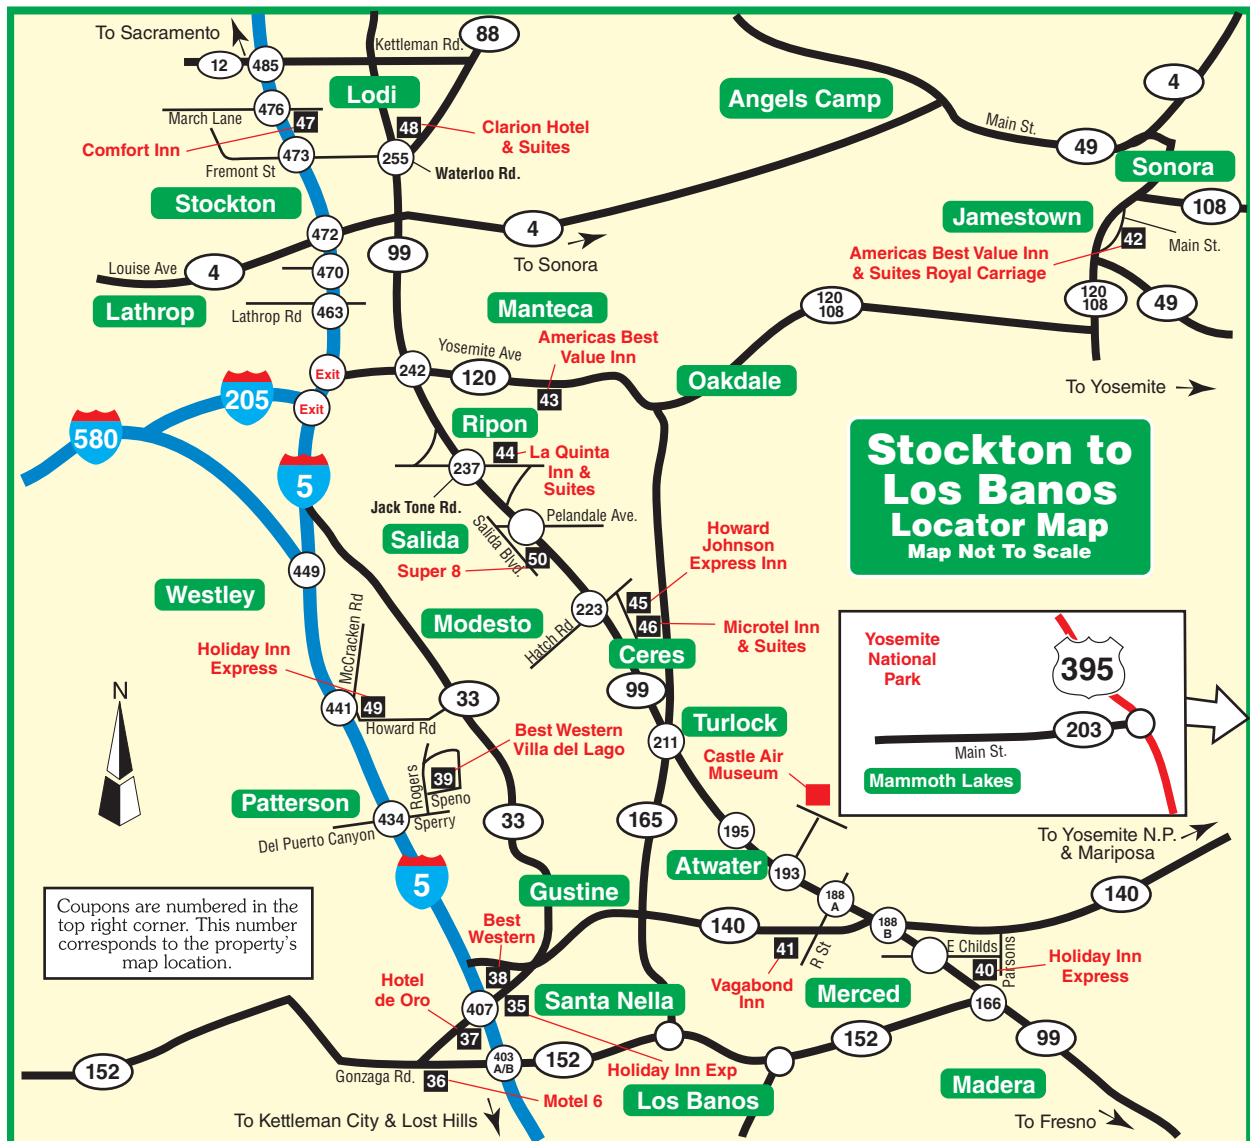 To Sacramento
Kettleman Rd.
88
12
485
Lodi
4
Angels Camp
476
March Lane
47
48
Clarion Hotel
& Suites
Main St.
49
Comfort Inn
473
255
Fremont St
Waterloo Rd.
Sonora
Stockton
108
Jamestown
472
4
42
Main St.
99
Americas Best Value Inn
& Suites Royal Carriage
To Sonora
Louise Ave
4
470
Lathrop
Lathrop Rd
463
Manteca
120
108
120
108
49
Americas Best
Value Inn
Yosemite Ave
Exit
242
120
Oakdale
To Yosemite
205
Exit
43
580
Ripon
Stockton to
Los Banos
Locator Map
Map Not To Scale
44
La Quinta
Inn &
Suites
237
5
Jack Tone Rd.
Pelandale Ave.
Salida
Salida Blvd.
Howard
Johnson
Express Inn
50
Super 8
449
Westley
45
223
Modesto
46
Microtel Inn
& Suites
Hatch Rd
McCracken Rd
Holiday Inn
Express
Ceres
Yosemite
National
Park
395
N
99
33
441
49
Howard Rd
Turlock
203
Main St.
Mammoth Lakes
Best Western
Villa del Lago
211
Castle Air
Museum
39
Rogers
Speno
Patterson
434
Sperry
Del Puerto Canyon
33
165
195
To Yosemite N.P.
& Mariposa
5
Atwater
193
Gustine
188
A
140
Coupons are numbered in the
top right corner. This number
corresponds to the property's
map location.
Best
Western
140
188
B
41
R St
E Childs
Parsons
40
Holiday Inn
Express
38
Hotel
de Oro
Vagabond
Inn
Merced
407
35
Santa Nella
166
37
152
99
152
403
A/B
152
Gonzaga Rd.
36
Holiday Inn Exp
Madera
Motel 6
Los Banos
To Kettleman City & Lost Hills
To Fresno